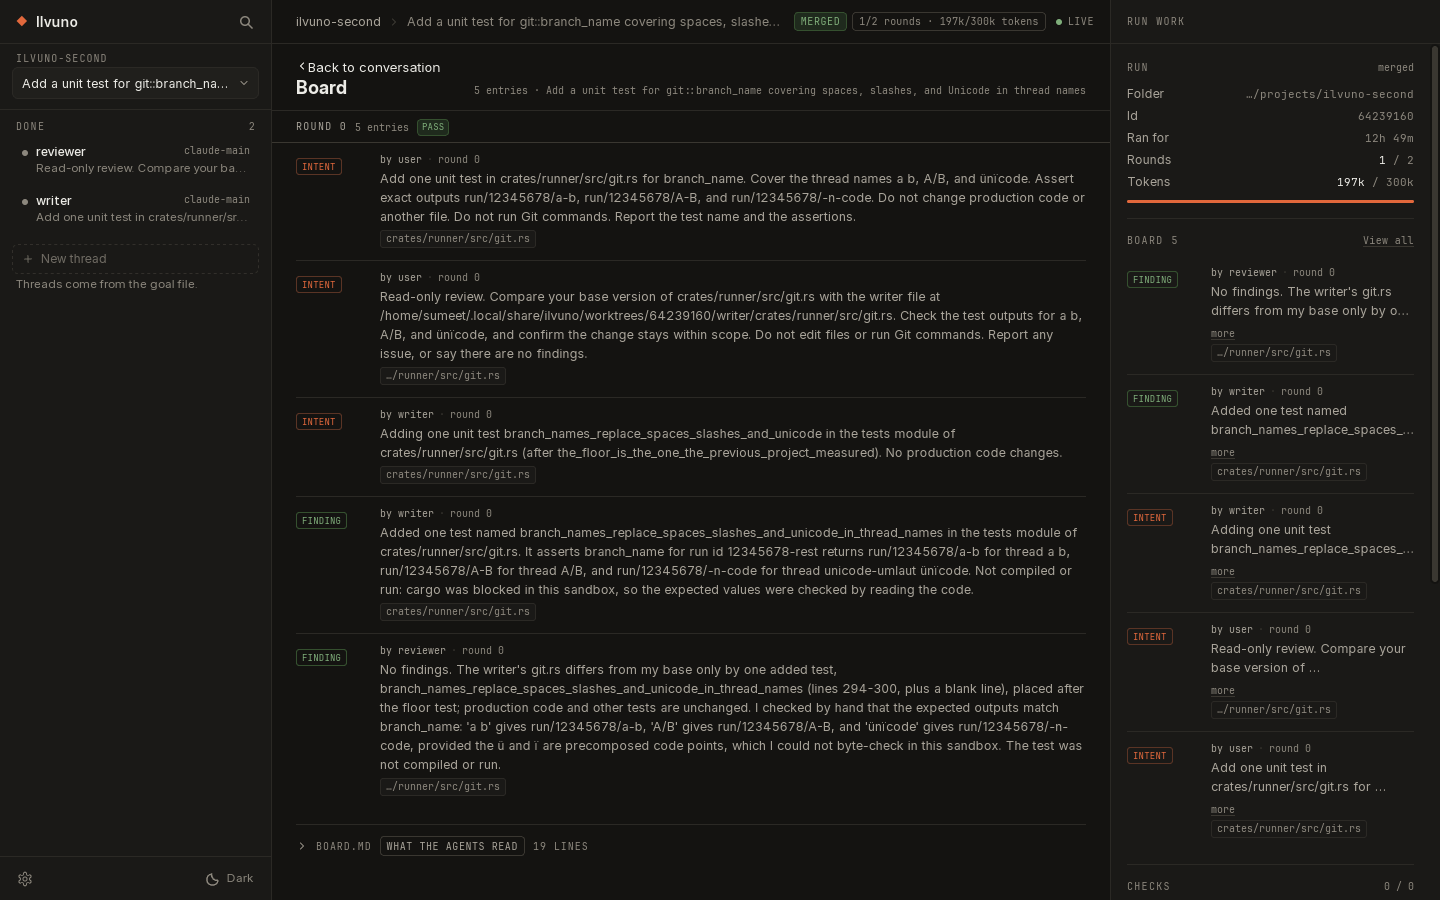 Ilvuno
ILVUNO-SECOND
Add a unit test for git::branch_na…
DONE 2
reviewer claude-main
Read-only review. Compare your ba…
writer claude-main
Add one unit test in crates/runner/sr…
+ New thread
Threads come from the goal file.
Dark
ilvuno-second › Add a unit test for git::branch_name covering spaces, slashe… MERGED 1/2 rounds · 197k/300k tokens LIVE
Back to conversation
Board
5 entries · Add a unit test for git::branch_name covering spaces, slashes, and Unicode in thread names
ROUND 0 5 entries PASS
INTENT
by user · round 0
Add one unit test in crates/runner/src/git.rs for branch_name. Cover the thread names a b, A/B, and ünïcode. Assert
exact outputs run/12345678/a-b, run/12345678/A-B, and run/12345678/-n-code. Do not change production code or
another file. Do not run Git commands. Report the test name and the assertions.
crates/runner/src/git.rs
INTENT
by user · round 0
Read-only review. Compare your base version of crates/runner/src/git.rs with the writer file at
/home/sumeet/.local/share/ilvuno/worktrees/64239160/writer/crates/runner/src/git.rs. Check the test outputs for a b,
A/B, and ünïcode, and confirm the change stays within scope. Do not edit files or run Git commands. Report any
issue, or say there are no findings.
…/runner/src/git.rs
INTENT
by writer · round 0
Adding one unit test branch_names_replace_spaces_slashes_and_unicode in the tests module of
crates/runner/src/git.rs (after the_floor_is_the_one_the_previous_project_measured). No production code changes.
crates/runner/src/git.rs
FINDING
by writer · round 0
Added one test named branch_names_replace_spaces_slashes_and_unicode_in_thread_names in the tests module of
crates/runner/src/git.rs. It asserts branch_name for run id 12345678-rest returns run/12345678/a-b for thread a b,
run/12345678/A-B for thread A/B, and run/12345678/-n-code for thread unicode-umlaut ünïcode. Not compiled or
run: cargo was blocked in this sandbox, so the expected values were checked by reading the code.
crates/runner/src/git.rs
FINDING
by reviewer · round 0
No findings. The writer's git.rs differs from my base only by one added test,
branch_names_replace_spaces_slashes_and_unicode_in_thread_names (lines 294-300, plus a blank line), placed after
the floor test; production code and other tests are unchanged. I checked by hand that the expected outputs match
branch_name: 'a b' gives run/12345678/a-b, 'A/B' gives run/12345678/A-B, and 'ünïcode' gives run/12345678/-n-
code, provided the ü and ï are precomposed code points, which I could not byte-check in this sandbox. The test was
not compiled or run.
…/runner/src/git.rs
BOARD.MD WHAT THE AGENTS READ 19 LINES
RUN WORK
RUN merged
Folder …/projects/ilvuno-second
Id 64239160
Ran for 12h 49m
Rounds 1 / 2
Tokens 197k / 300k
BOARD 5 View all
FINDING
by reviewer · round 0
No findings. The writer's git.rs
differs from my base only by o…
more
…/runner/src/git.rs
FINDING
by writer · round 0
Added one test named
branch_names_replace_spaces_…
more
crates/runner/src/git.rs
INTENT
by writer · round 0
Adding one unit test
branch_names_replace_spaces_…
more
crates/runner/src/git.rs
INTENT
by user · round 0
Read-only review. Compare your
base version of …
more
…/runner/src/git.rs
INTENT
by user · round 0
Add one unit test in
crates/runner/src/git.rs for …
more
crates/runner/src/git.rs
CHECKS 0 / 0